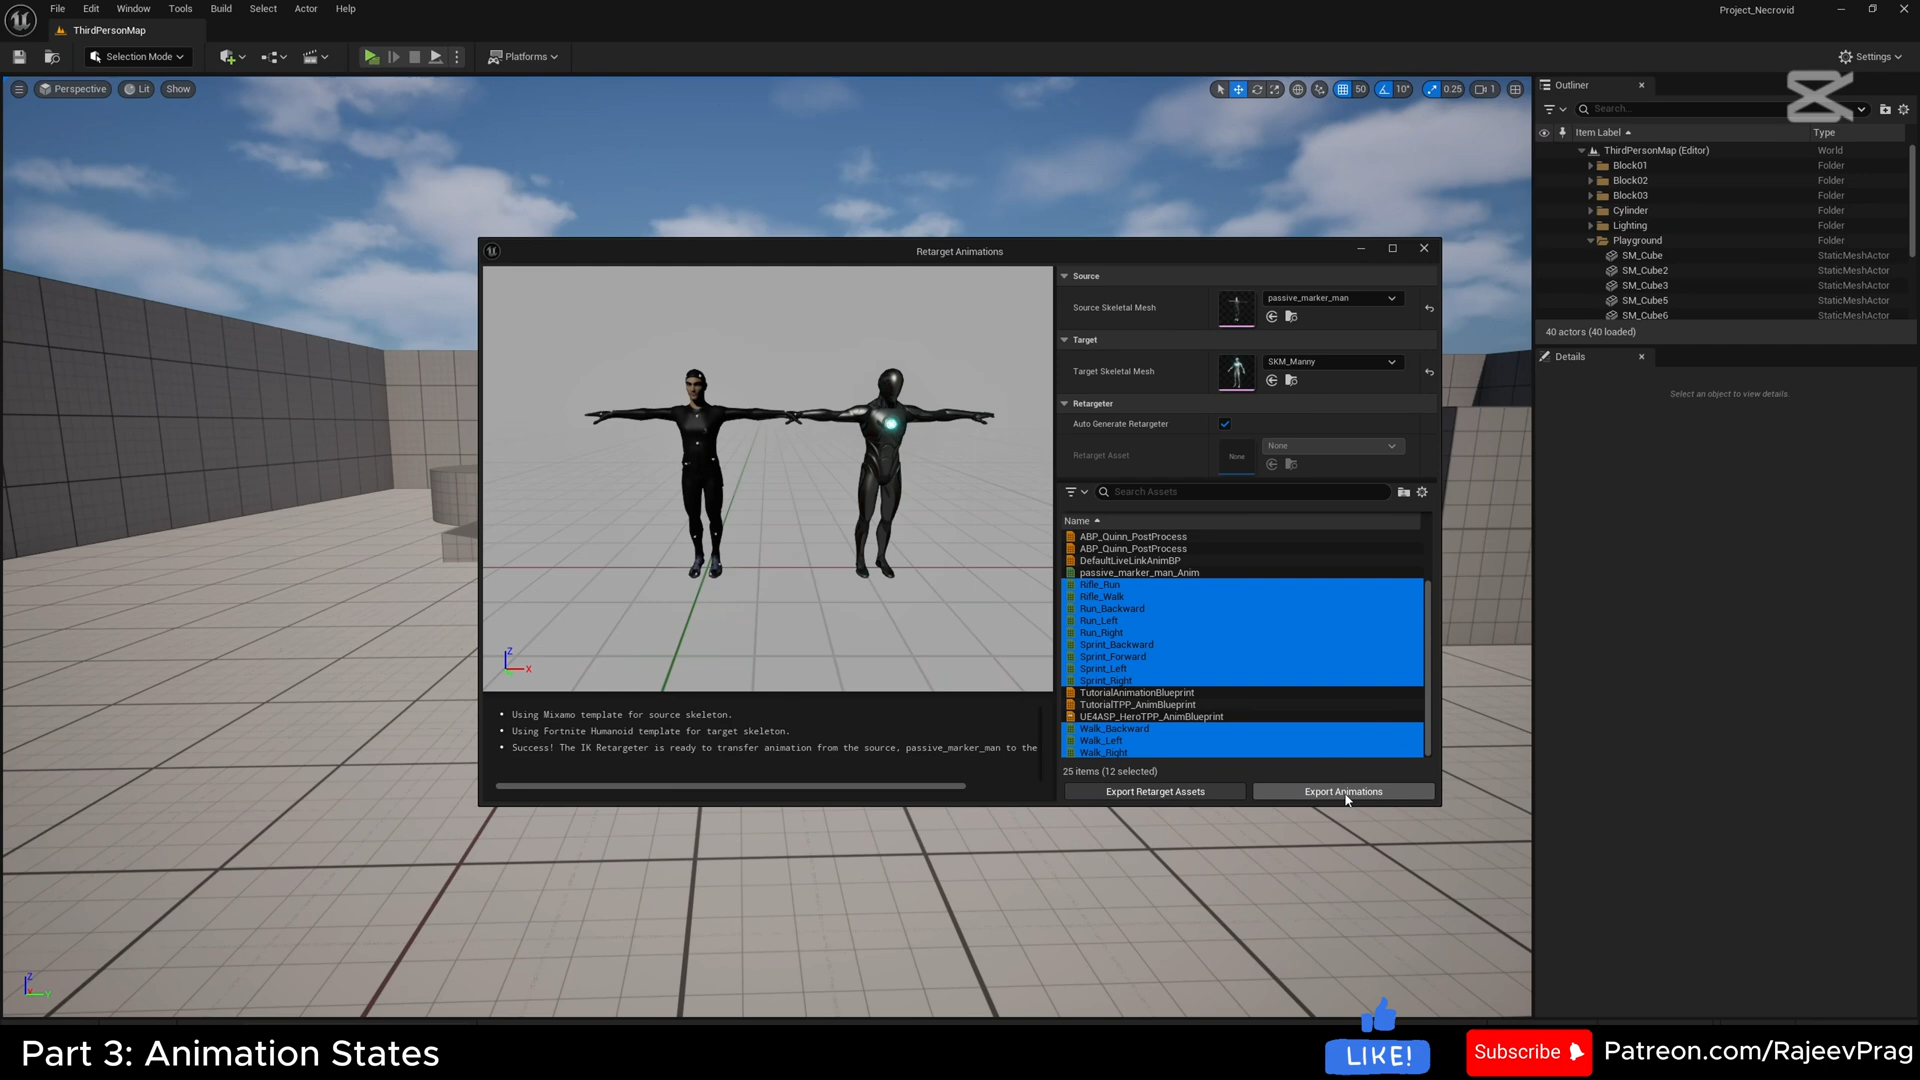 File Edit Window Tools Build Select Actor Help
Project_Necrovid
ThirdPersonMap
Selection Mode
Platforms
Settings
Perspective
Lit
Show
50
10°
0.25
1
Outliner
Search...
Item Label
Type
ThirdPersonMap (Editor) World
Block01 Folder
Block02 Folder
Block03 Folder
Cylinder Folder
Lighting Folder
Playground Folder
SM_Cube StaticMeshActor
SM_Cube2 StaticMeshActor
SM_Cube3 StaticMeshActor
SM_Cube5 StaticMeshActor
SM_Cube6 StaticMeshActor
40 actors (40 loaded)
Details
Select an object to view details.
Retarget Animations
Source
Source Skeletal Mesh
passive_marker_man
Target
Target Skeletal Mesh
SKM_Manny
Retargeter
Auto Generate Retargeter
Retarget Asset
None
None
Search Assets
Name
ABP_Quinn_PostProcess
ABP_Quinn_PostProcess
DefaultLiveLinkAnimBP
passive_marker_man_Anim
Rifle_Run
Rifle_Walk
Run_Backward
Run_Left
Run_Right
Sprint_Backward
Sprint_Forward
Sprint_Left
Sprint_Right
TutorialAnimationBlueprint
TutorialTPP_AnimBlueprint
UE4ASP_HeroTPP_AnimBlueprint
Walk_Backward
Walk_Left
Walk_Right
25 items (12 selected)
Export Retarget Assets
Export Animations
Z
X
Y
• Using Mixamo template for source skeleton.
• Using Fortnite Humanoid template for target skeleton.
• Success! The IK Retargeter is ready to transfer animation from the source, passive_marker_man to the
Z
Y
Part 3: Animation States
LIKE!
Subscribe
Patreon.com/RajeevPrag